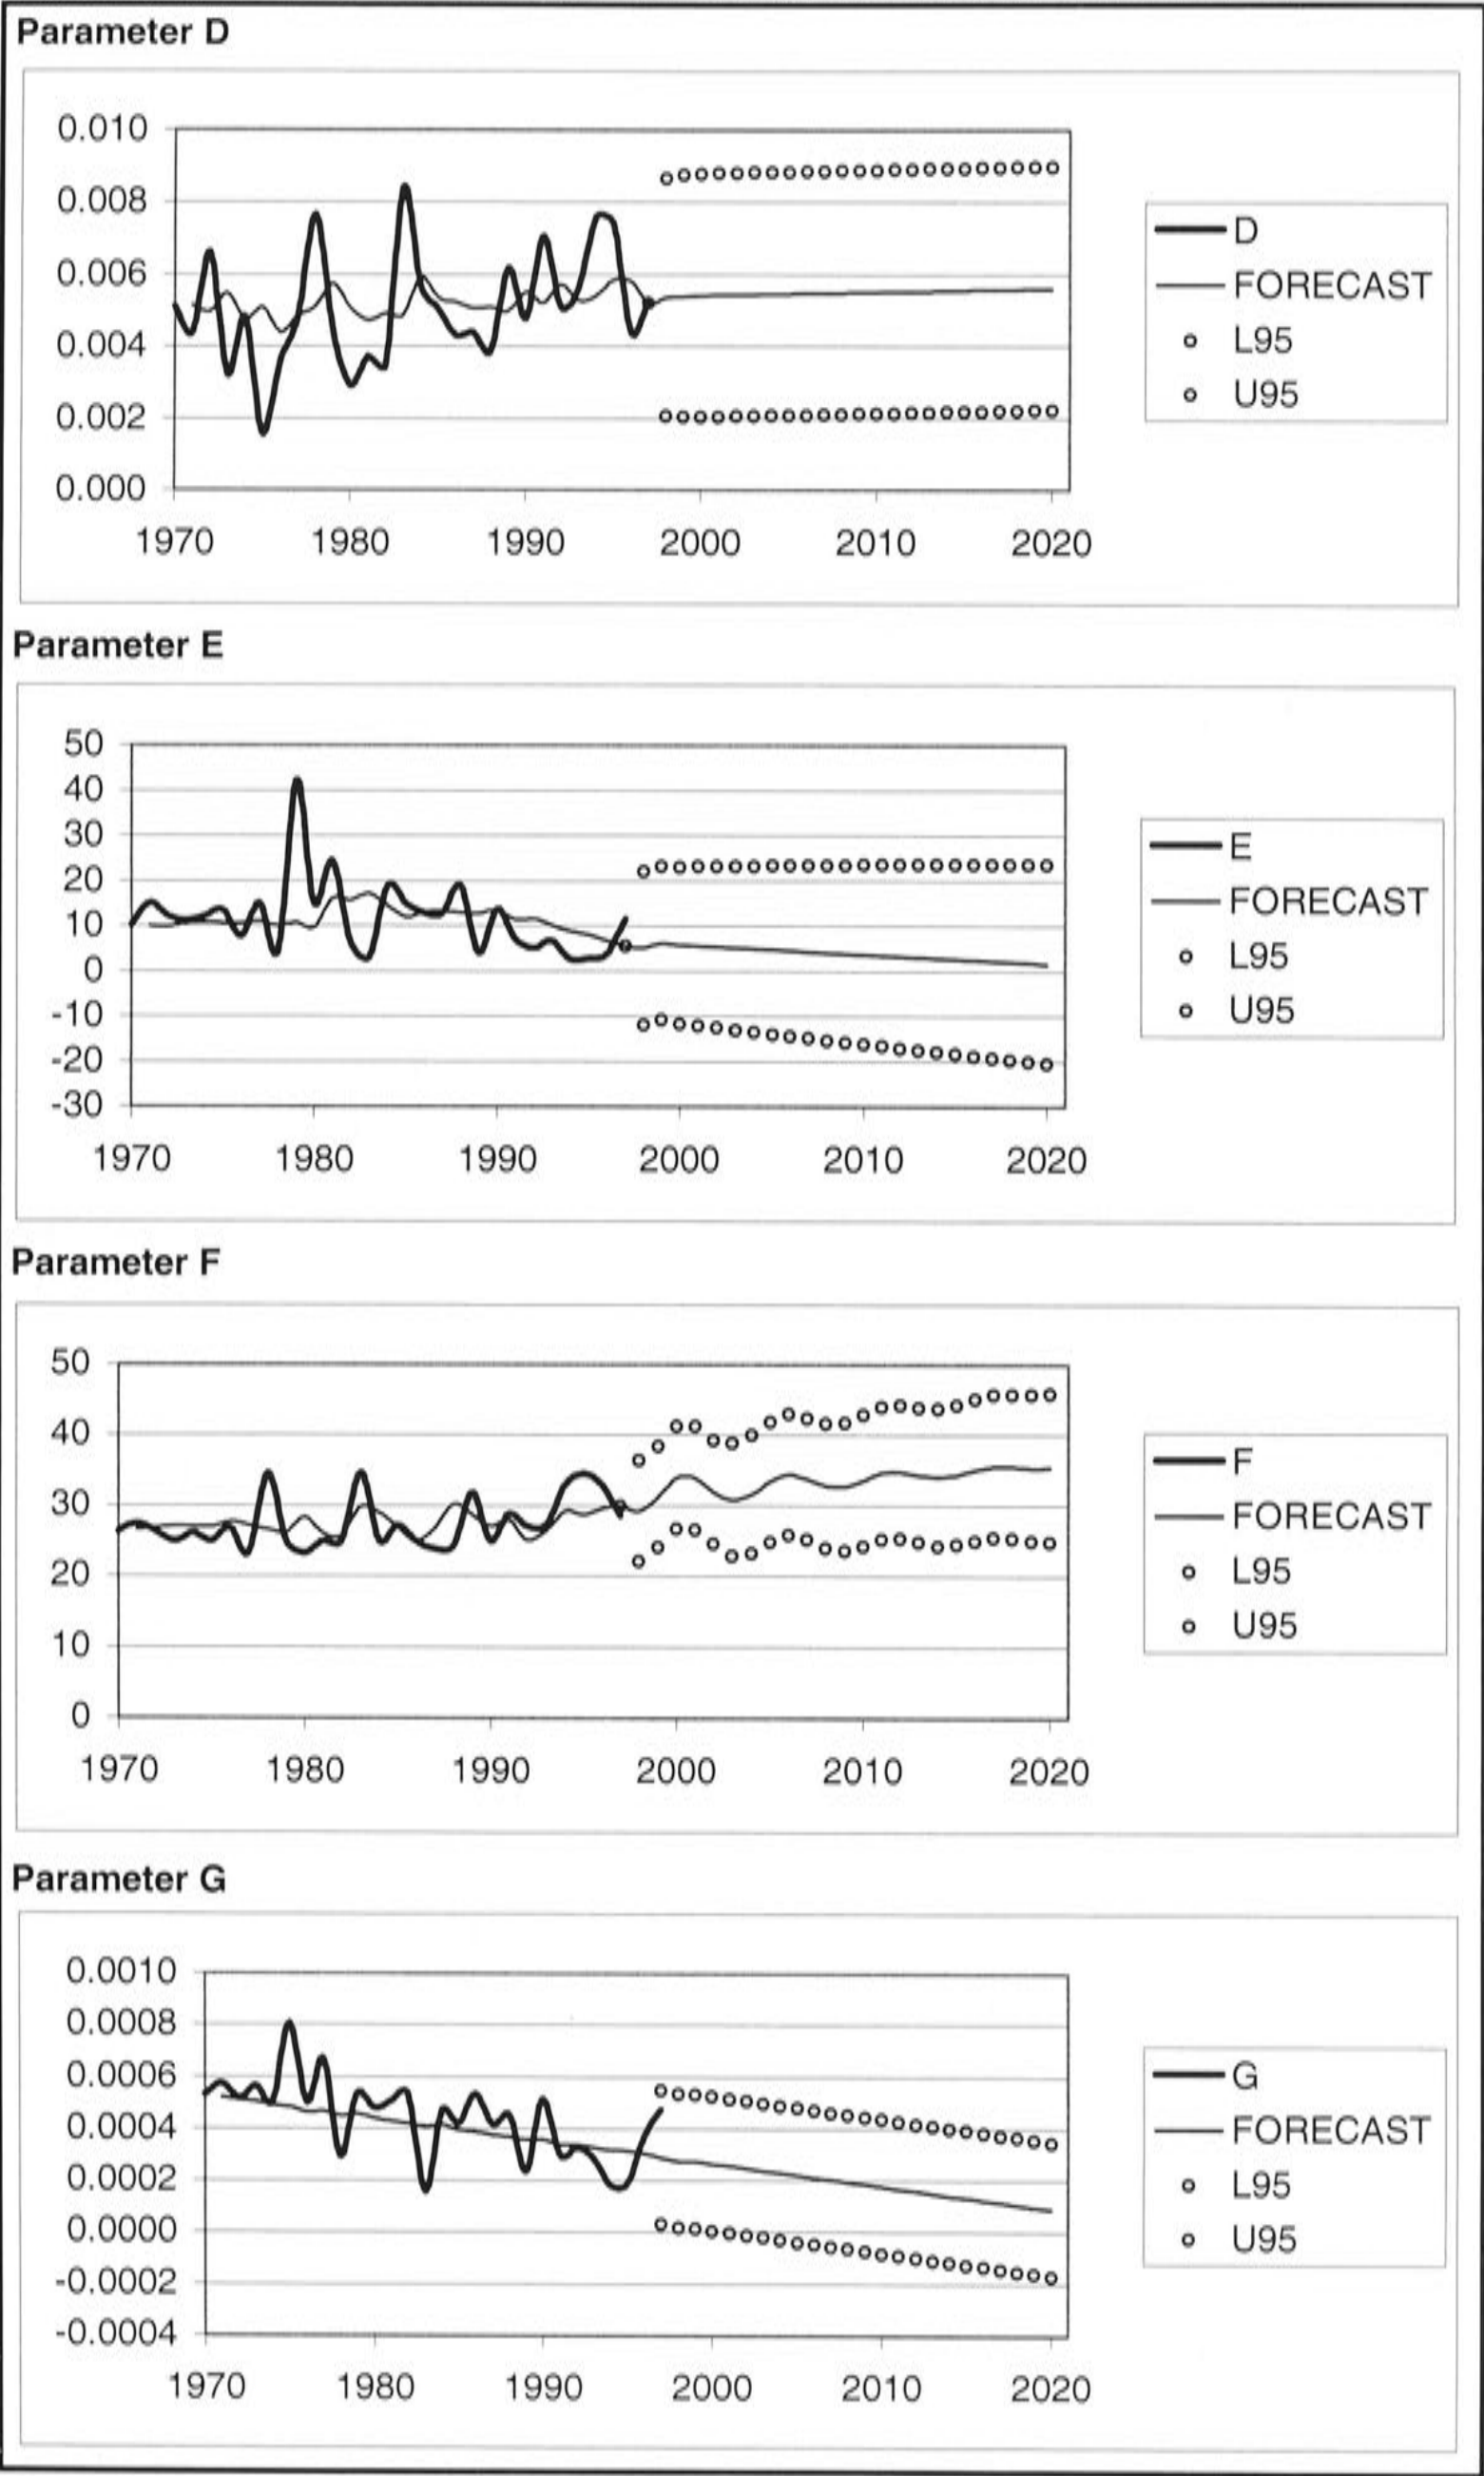 Parameter D
0.010
0.008
0.006
0.004
0.002
0.000
1970 1980 1990 2000 2010 2020
D
FORECAST
L95
U95
Parameter E
50
40
30
20
10
0
-10
-20
-30
1970 1980 1990 2000 2010 2020
E
FORECAST
L95
U95
Parameter F
50
40
30
20
10
0
1970 1980 1990 2000 2010 2020
F
FORECAST
L95
U95
Parameter G
0.0010
0.0008
0.0006
0.0004
0.0002
0.0000
-0.0002
-0.0004
1970 1980 1990 2000 2010 2020
G
FORECAST
L95
U95